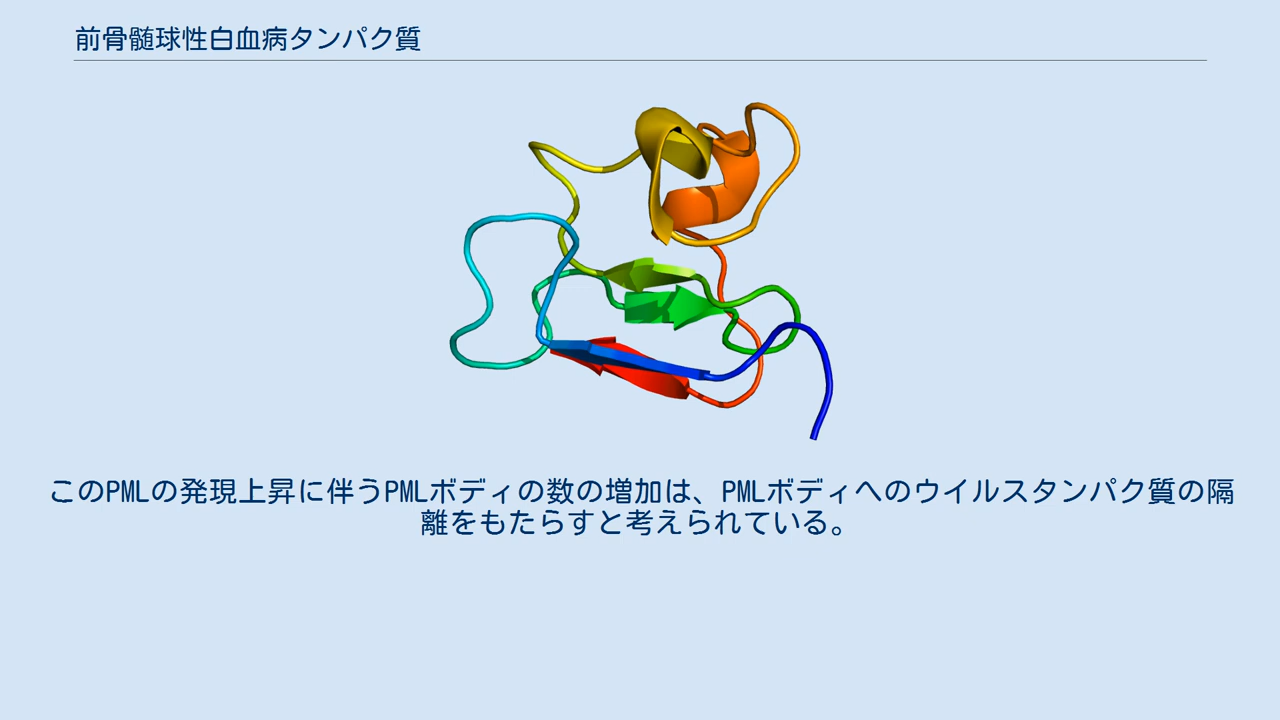 前骨髄球性白血病タンパク質
このPMLの発現上昇に伴うPMLボディの数の増加は、PMLボディへのウイルスタンパク質の隔
離をもたらすと考えられている。